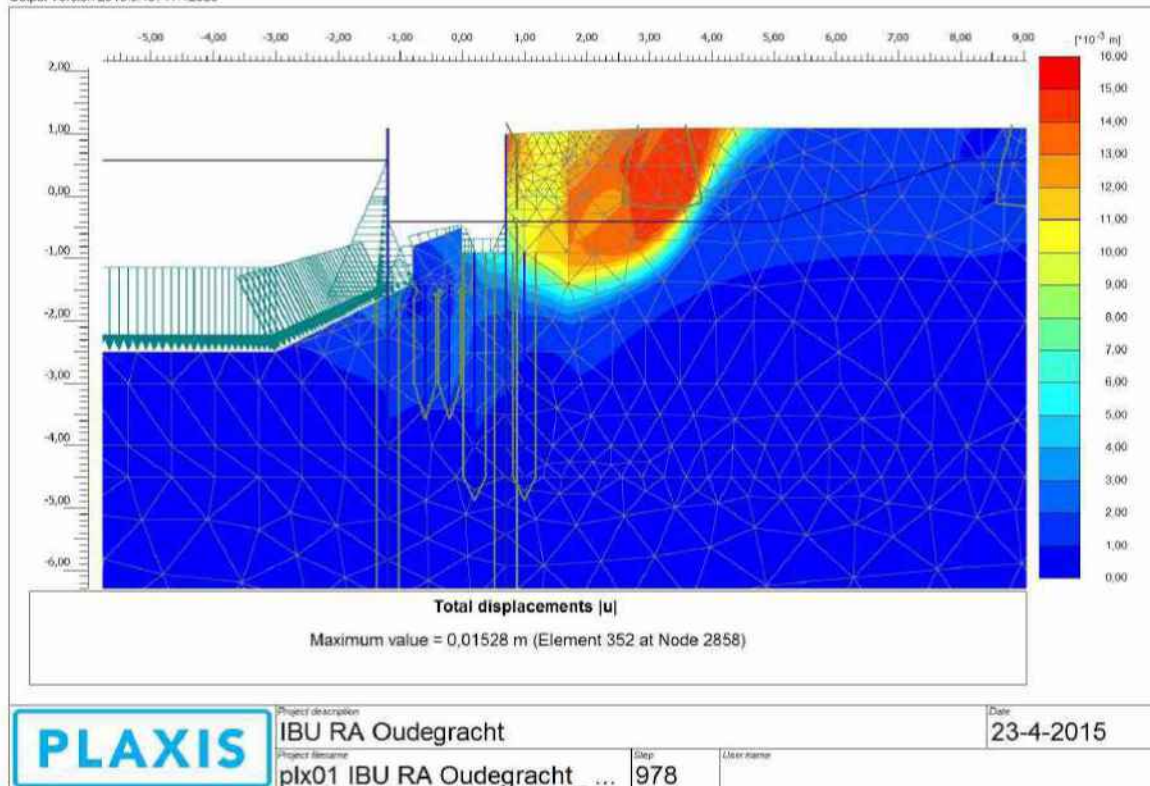 -5,00 -4,00 -3,00 -2,00 -1,00 0,00 1,00 2,00 3,00 4,00 5,00 6,00 7,00 8,00 9,00
[*10⁻³ m]
2,00
1,00
0,00
-1,00
-2,00
-3,00
-4,00
-5,00
-6,00
16,00
15,00
14,00
13,00
12,00
11,00
10,00
9,00
8,00
7,00
6,00
5,00
4,00
3,00
2,00
1,00
0,00
Total displacements |u|
Maximum value = 0,01528 m (Element 352 at Node 2858)
PLAXIS
Project description
IBU RA Oudegracht
Date
23-4-2015
Project filename
plx01 IBU RA Oudegracht_ ...
Step
978
User name